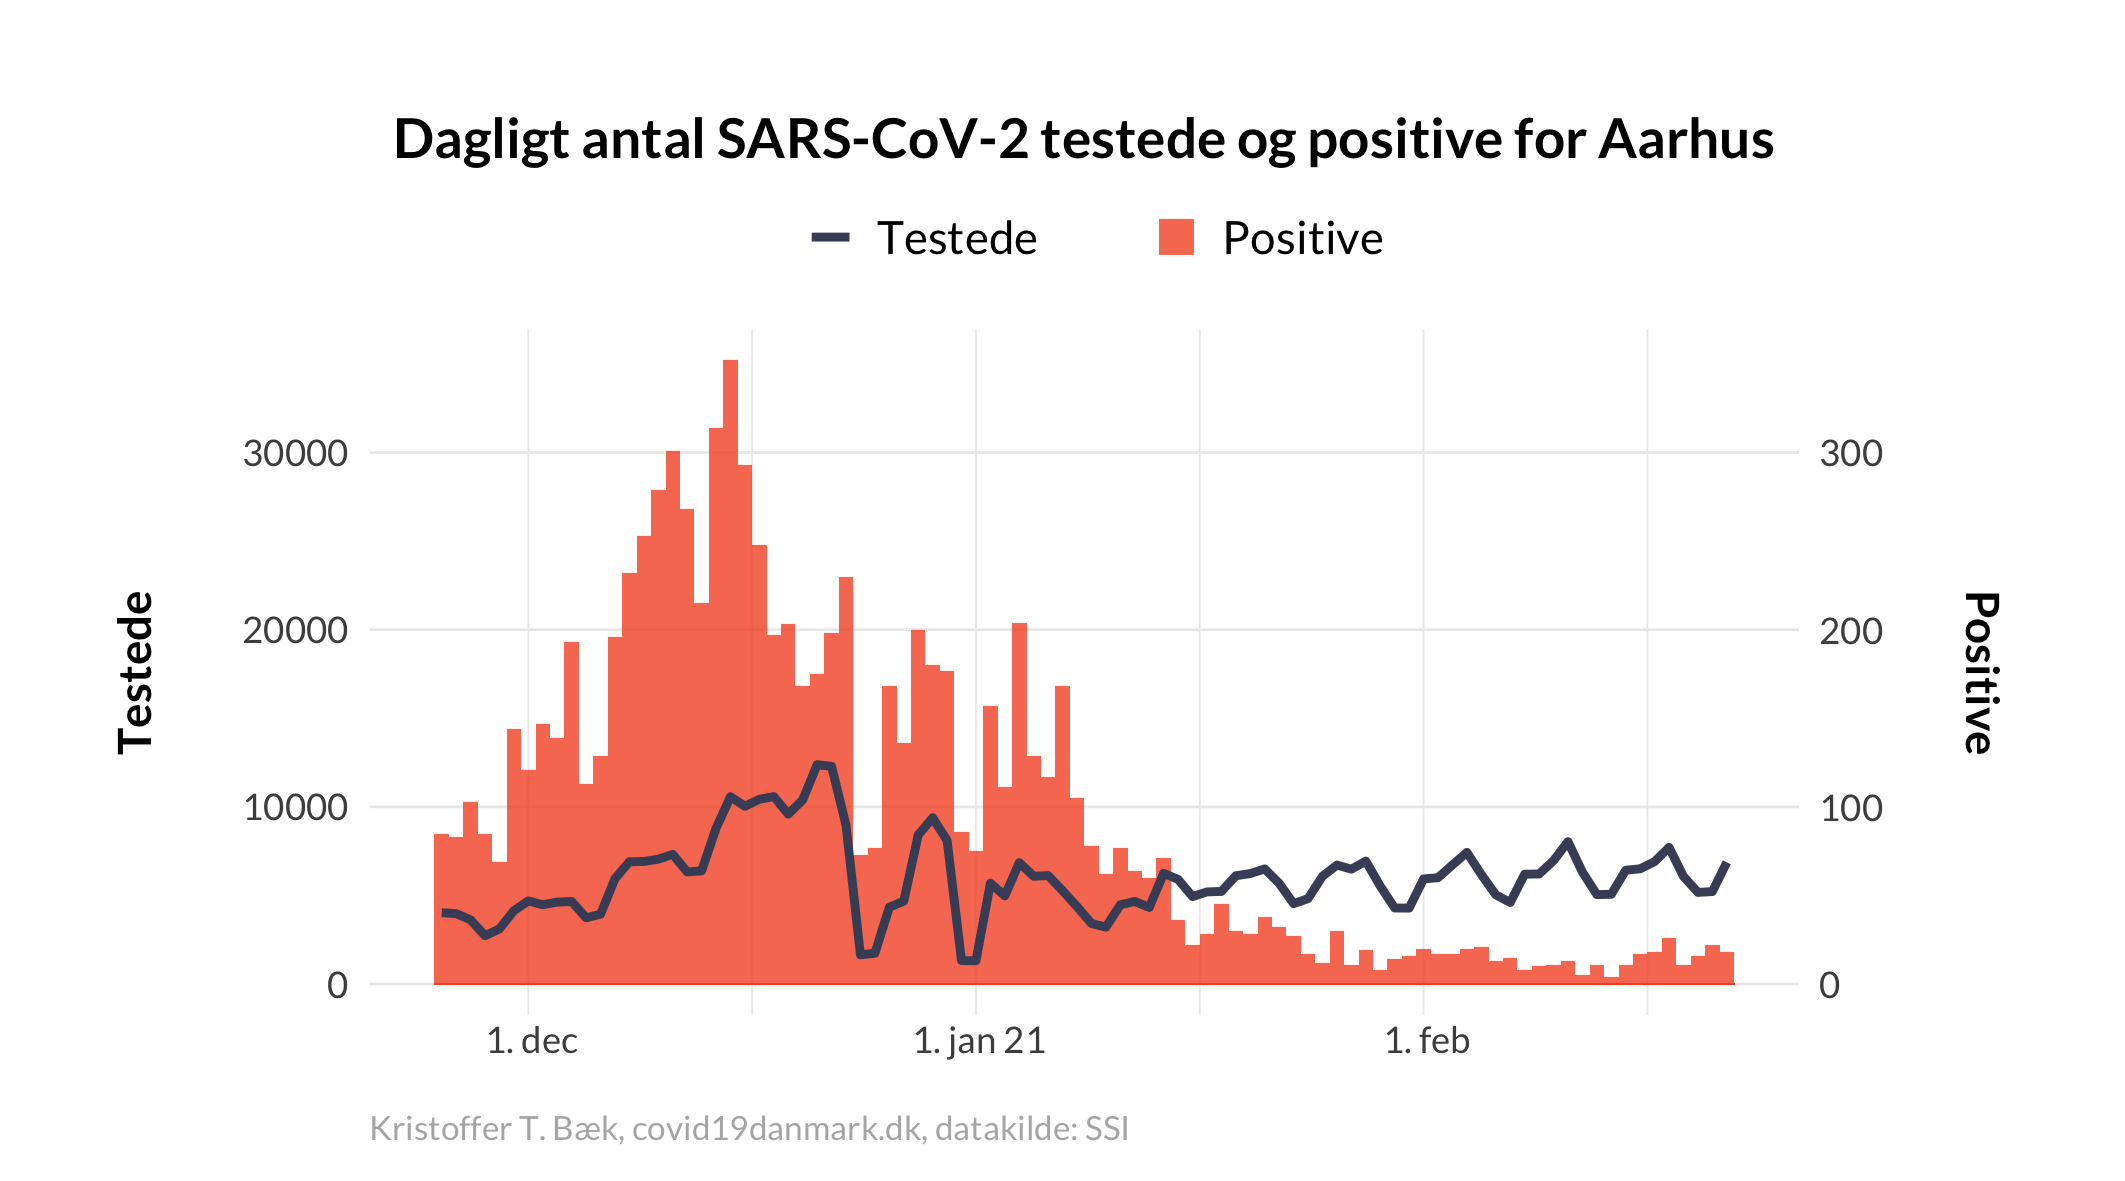 Dagligt antal SARS-CoV-2 testede og positive for Aarhus
Testede
Positive
30000
20000
10000
0
Testede
300
200
100
0
Positive
1. dec
1. jan 21
1. feb
Kristoffer T. Bæk, covid19danmark.dk, datakilde: SSI